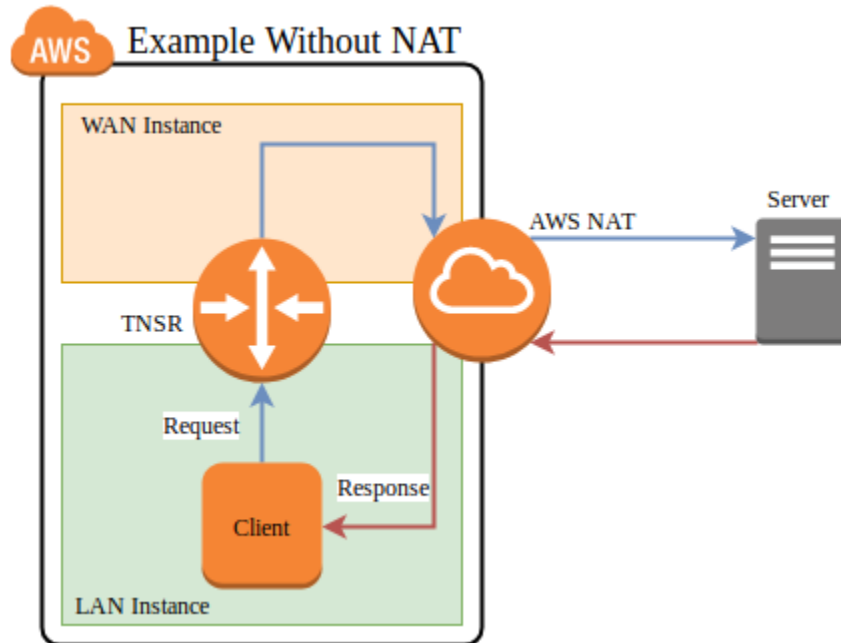 AWS
Example Without NAT
WAN Instance
AWS NAT
Server
TNSR
Request
Response
Client
LAN Instance